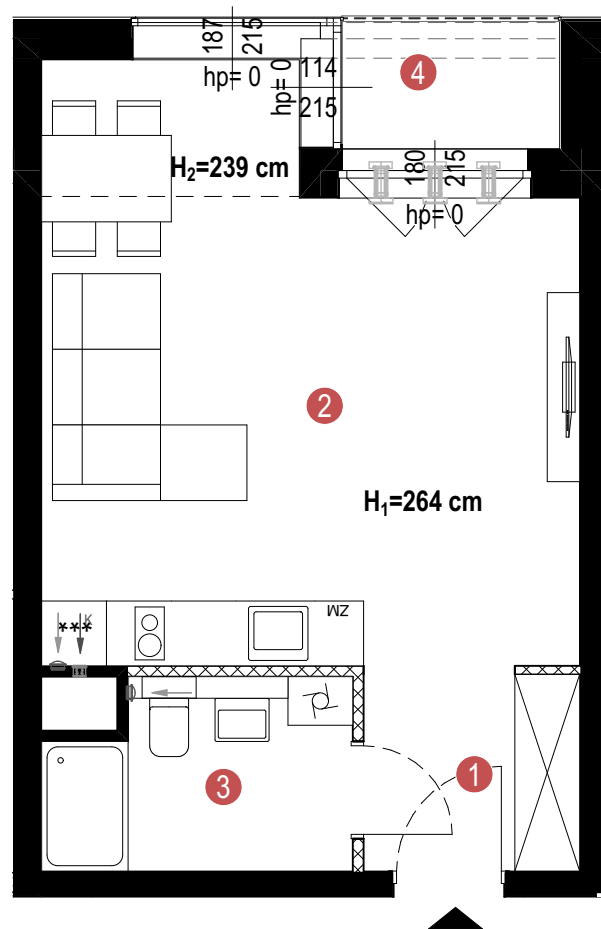 187
215
hp= 0
114
215
hp= 0
4
H₂=239 cm
180
215
hp= 0
2
H₁=264 cm
ZM
***
K
3
1